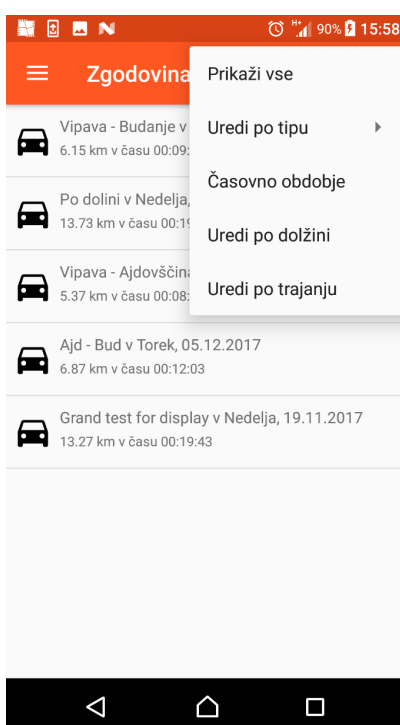 90% 15:58
Zgodovina
Prikaži vse
Uredi po tipu
Časovno obdobje
Uredi po dolžini
Uredi po trajanju
Vipava - Budanje v
6.15 km v času 00:09:
Po dolini v Nedelja,
13.73 km v času 00:19
Vipava - Ajdovščina
5.37 km v času 00:08:
Ajd - Bud v Torek, 05.12.2017
6.87 km v času 00:12:03
Grand test for display v Nedelja, 19.11.2017
13.27 km v času 00:19:43